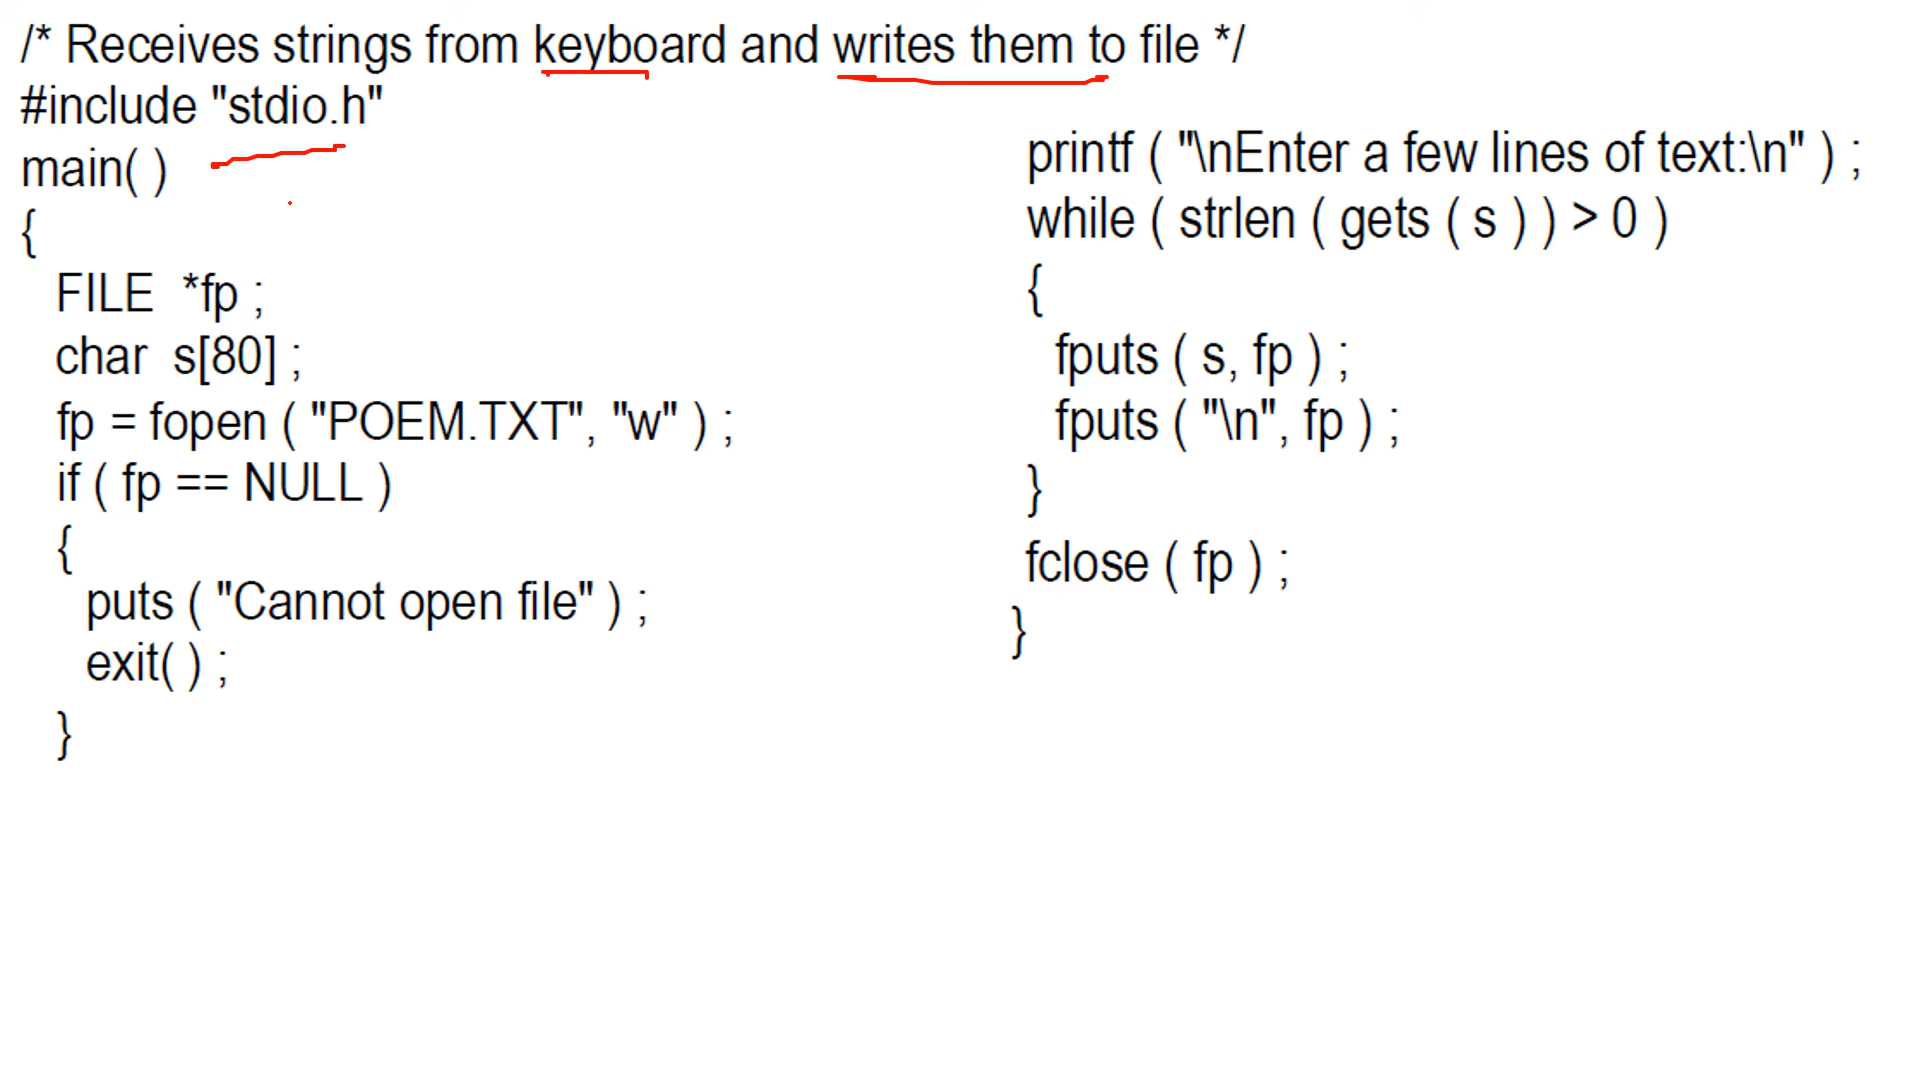 /* Receives strings from keyboard and writes them to file */
#include "stdio.h"
main( )
{
FILE *fp ;
char s[80] ;
fp = fopen ( "POEM.TXT", "w" ) ;
if ( fp == NULL )
{
puts ( "Cannot open file" ) ;
exit( ) ;
}
printf ( "\nEnter a few lines of text:\n" ) ;
while ( strlen ( gets ( s ) ) > 0 )
{
fputs ( s, fp ) ;
fputs ( "\n", fp ) ;
}
fclose ( fp ) ;
}